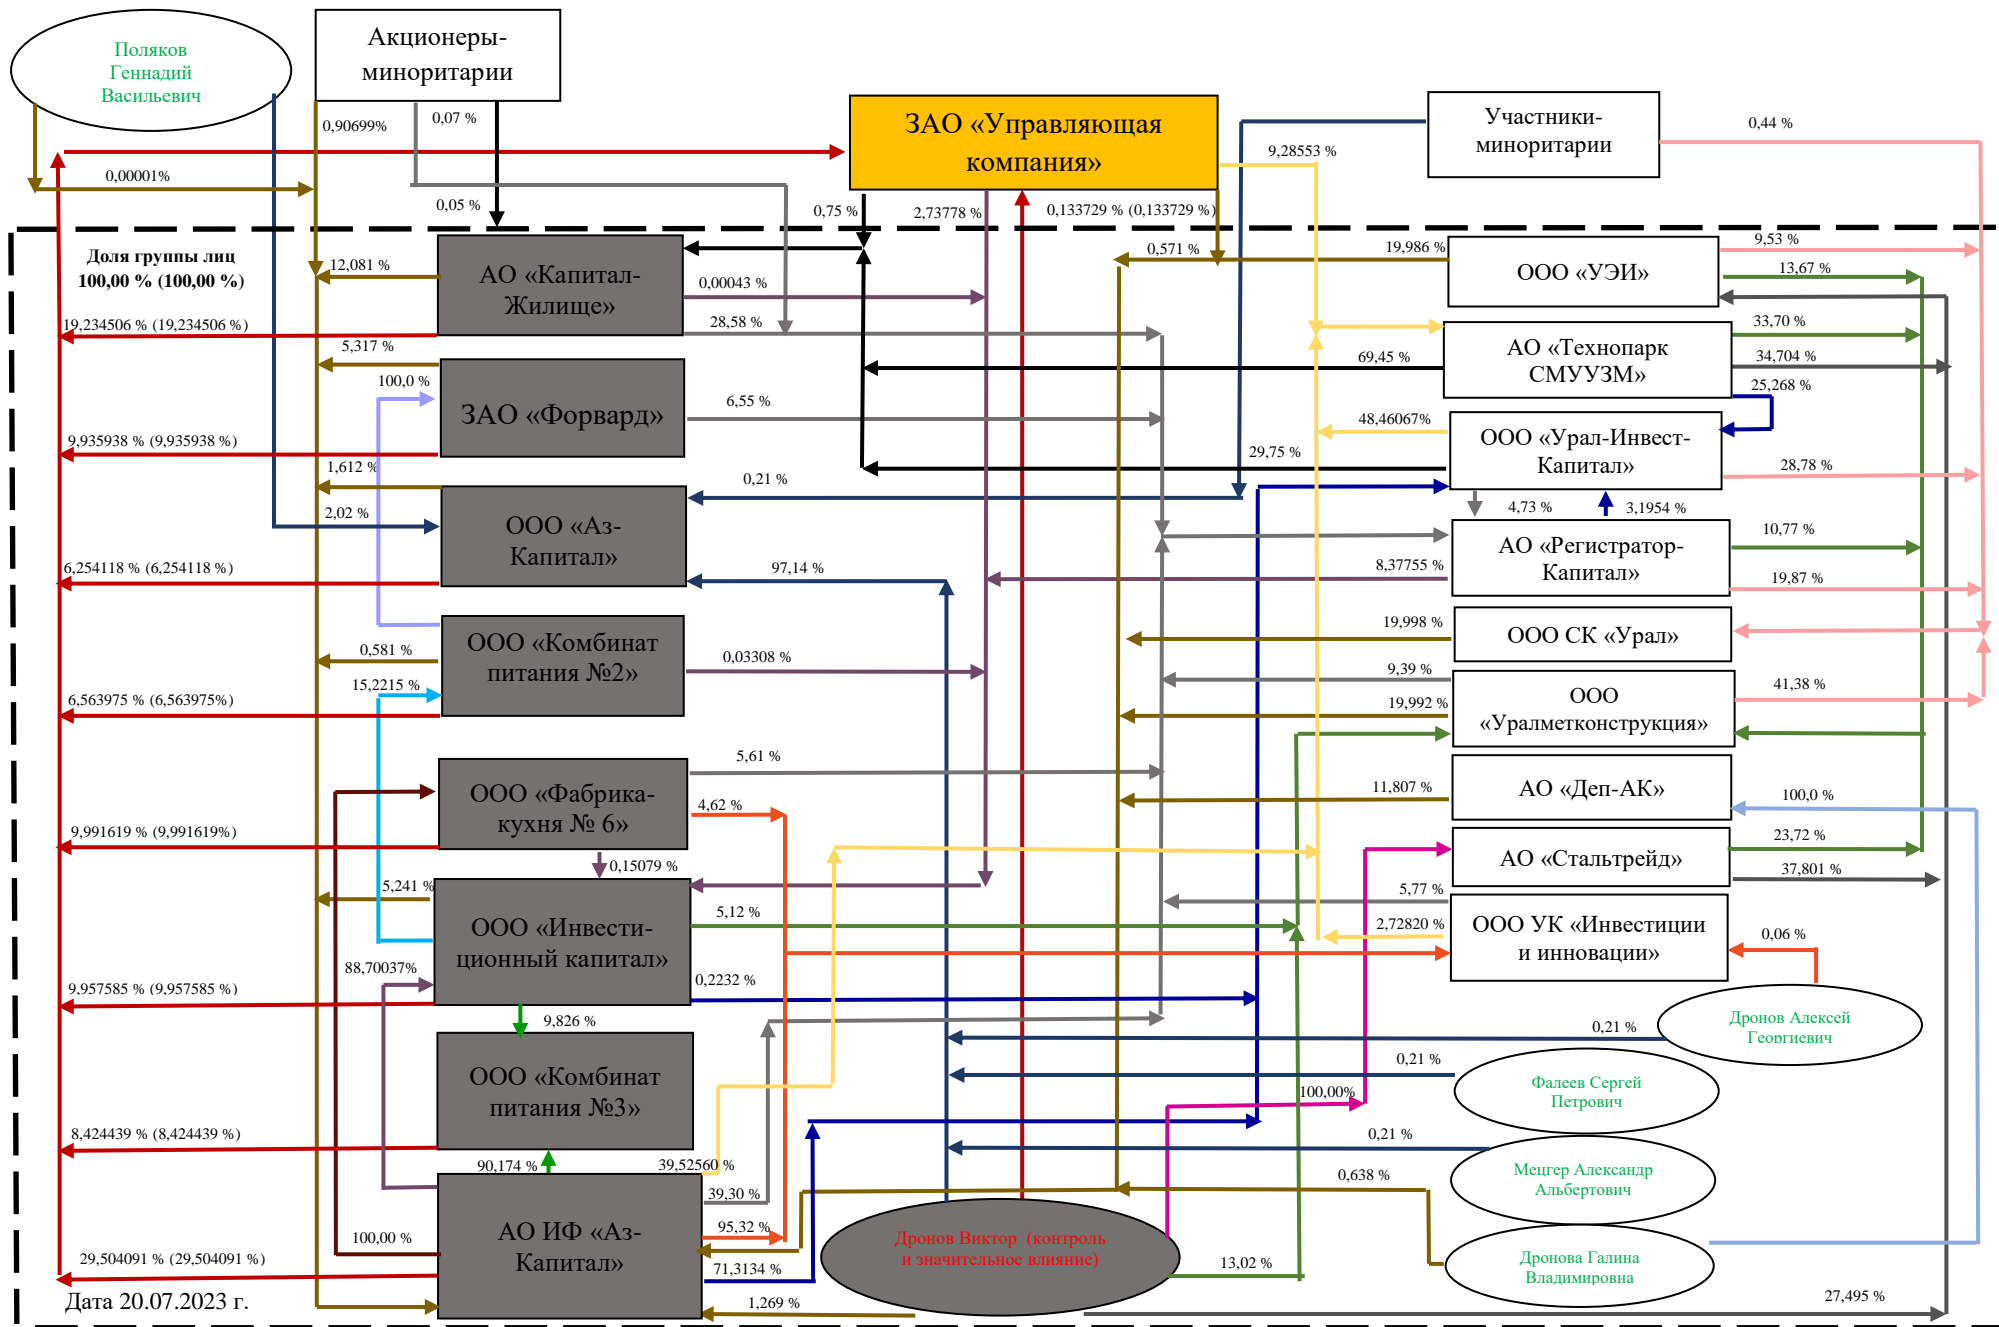 Поляков
Геннадий
Васильевич
Акционеры-
миноритарии
ЗАО «Управляющая
компания»
Участники-
миноритарии
0,44 %
0,90699%
0,07 %
9,28553 %
0,00001%
0,05 %
0,75 %
2,73778 %
0,133729 % (0,133729 %)
Доля группы лиц
100,00 % (100,00 %)
12,081 %
АО «Капитал-
Жилище»
0,00043 %
28,58 %
0,571 %
19,986 %
ООО «УЭИ»
9,53 %
13,67 %
19,234506 % (19,234506 %)
5,317 %
100,0 %
ЗАО «Форвард»
6,55 %
69,45 %
АО «Технопарк
СМУУЗМ»
33,70 %
34,704 %
25,268 %
9,935938 % (9,935938 %)
48,46067%
29,75 %
ООО «Урал-Инвест-
Капитал»
28,78 %
1,612 %
0,21 %
ООО «Аз-
Капитал»
2,02 %
4,73 %
3,1954 %
АО «Регистратор-
Капитал»
10,77 %
8,37755 %
19,87 %
6,254118 % (6,254118 %)
97,14 %
ООО «Комбинат
питания №2»
0,581 %
0,03308 %
15,2215 %
19,998 %
ООО СК «Урал»
9,39 %
19,992 %
ООО
«Уралметконструкция»
41,38 %
6,563975 % (6,563975%)
5,61 %
ООО «Фабрика-
кухня № 6»
4,62 %
11,807 %
АО «Деп-АК»
100,0 %
9,991619 % (9,991619%)
0,15079 %
АО «Стальтрейд»
23,72 %
37,801 %
5,241 %
ООО «Инвести-
ционный капитал»
5,12 %
5,77 %
2,72820 %
ООО УК «Инвестиции
и инновации»
0,06 %
88,70037%
0,2232 %
9,957585 % (9,957585 %)
9,826 %
0,21 %
Дронов Алексей
Георгиевич
ООО «Комбинат
питания №3»
0,21 %
Фалеев Сергей
Петрович
100,00%
8,424439 % (8,424439 %)
90,174 %
39,52560 %
0,21 %
Мецгер Александр
Альбертович
39,30 %
0,638 %
АО ИФ «Аз-
Капитал»
100,00 %
95,32 %
Дронов Виктор (контроль
и значительное влияние)
29,504091 % (29,504091 %)
71,3134 %
13,02 %
Дронова Галина
Владимировна
Дата 20.07.2023 г.
1,269 %
27,495 %